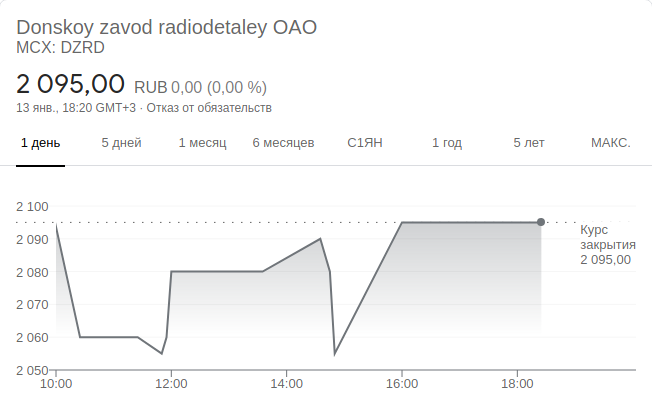 Donskoy zavod radiodetaley OAO
MCX: DZRD
2 095,00 RUB 0,00 (0,00 %)
13 янв., 18:20 GMT+3 · Отказ от обязательств
1 день 5 дней 1 месяц 6 месяцев С1ЯН 1 год 5 лет МАКС.
2 100
2 090
2 080
2 070
2 060
2 050
Курс
закрытия
2 095,00
10:00 12:00 14:00 16:00 18:00